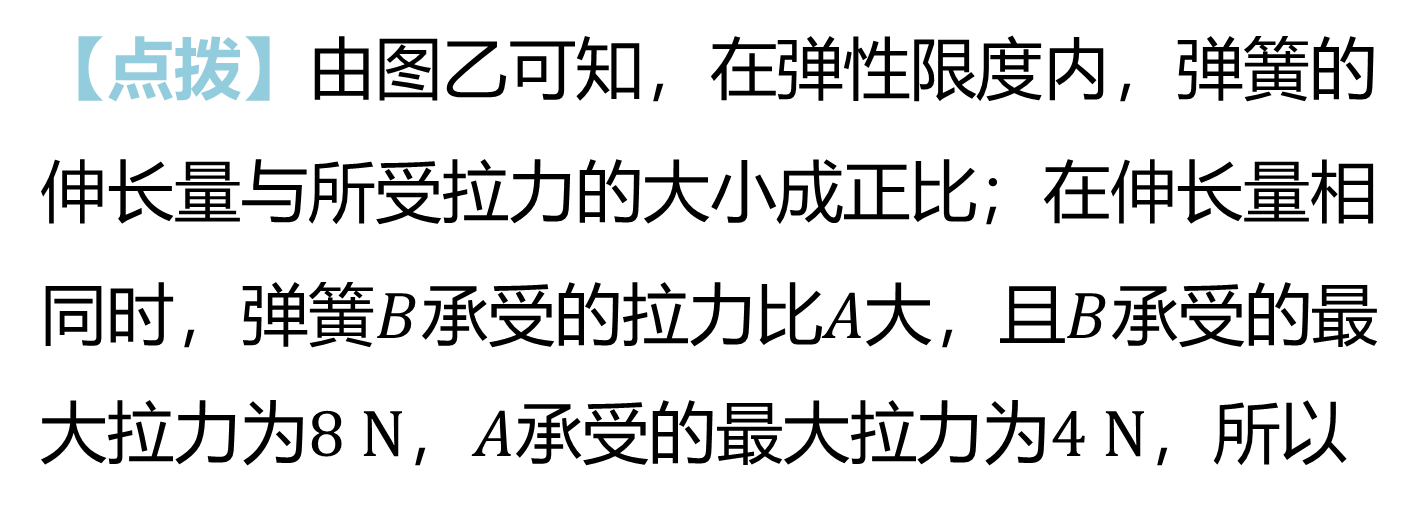 【点拨】由图乙可知，在弹性限度内，弹簧的
伸长量与所受拉力的大小成正比；在伸长量相
同时，弹簧B承受的拉力比A大，且B承受的最
大拉力为8 N，A承受的最大拉力为4 N，所以